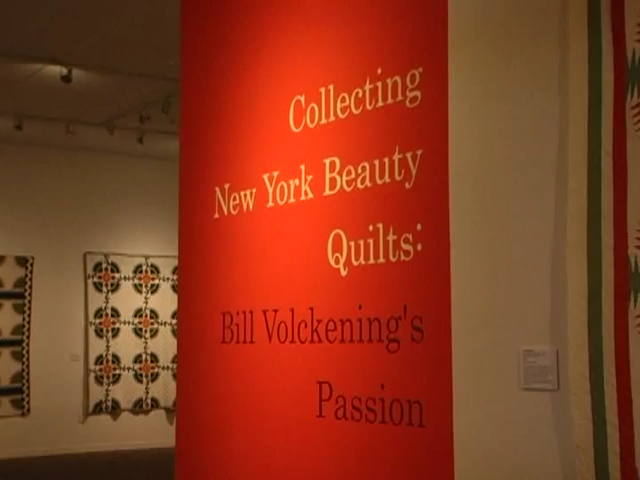 Collecting
New York Beauty
Quilts:
Bill Volckening's
Passion